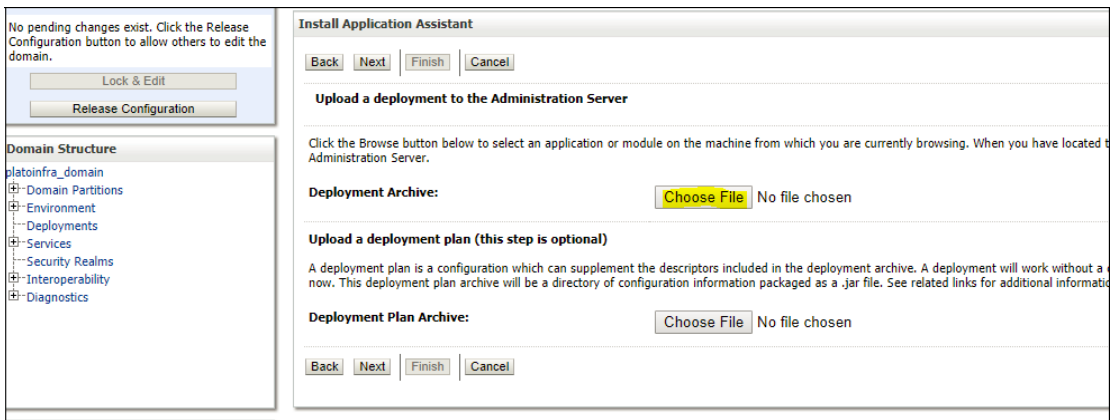 No pending changes exist. Click the Release
Configuration button to allow others to edit the
domain.
Lock & Edit
Release Configuration
Domain Structure
platoinfra_domain
Domain Partitions
Environment
Deployments
Services
Security Realms
Interoperability
Diagnostics
Install Application Assistant
Back Next Finish Cancel
Upload a deployment to the Administration Server
Click the Browse button below to select an application or module on the machine from which you are currently browsing. When you have located
Administration Server.
Deployment Archive: Choose File No file chosen
Upload a deployment plan (this step is optional)
A deployment plan is a configuration which can supplement the descriptors included in the deployment archive. A deployment will work without a
now. This deployment plan archive will be a directory of configuration information packaged as a .jar file. See related links for additional
Deployment Plan Archive: Choose File No file chosen
Back Next Finish Cancel